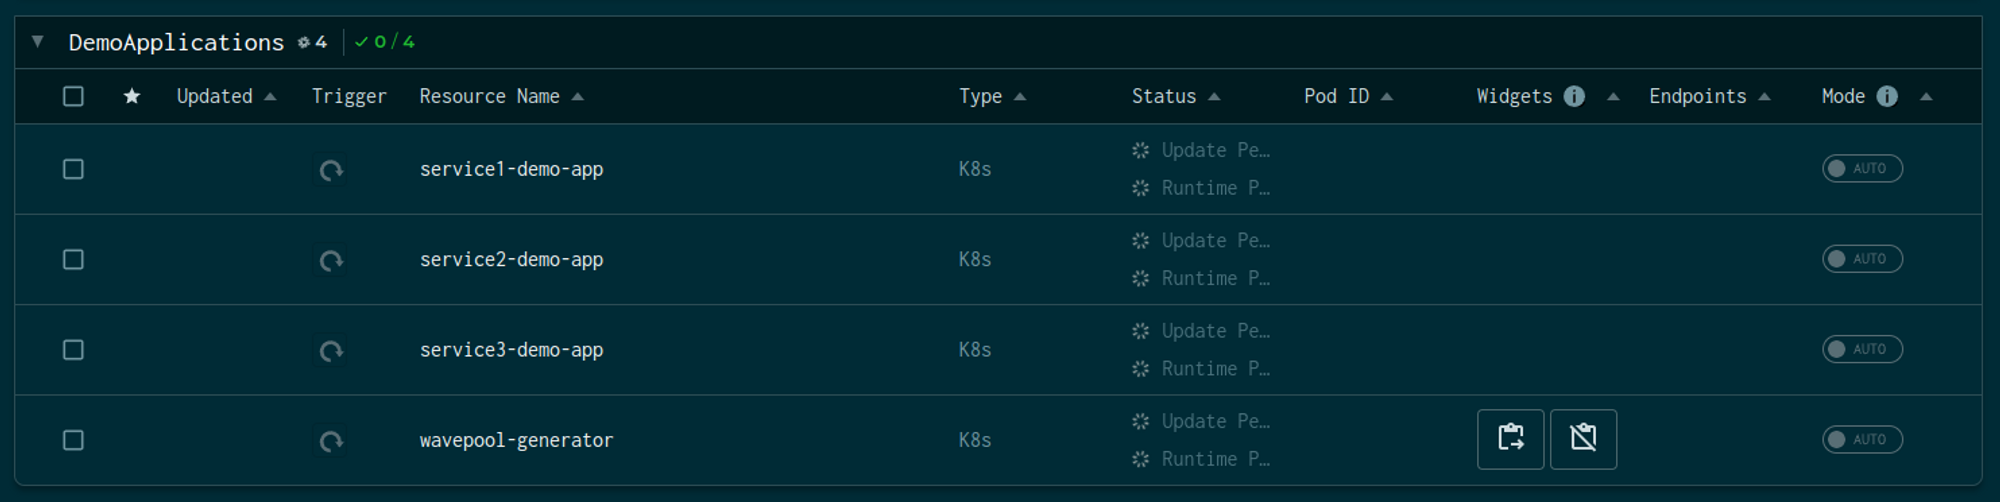 DemoApplications 4 0/4
Updated Trigger Resource Name Type Status Pod ID Widgets i Endpoints Mode i
service1-demo-app K8s Update Pe… AUTO
Runtime P…
service2-demo-app K8s Update Pe… AUTO
Runtime P…
service3-demo-app K8s Update Pe… AUTO
Runtime P…
wavepool-generator K8s Update Pe… AUTO
Runtime P…